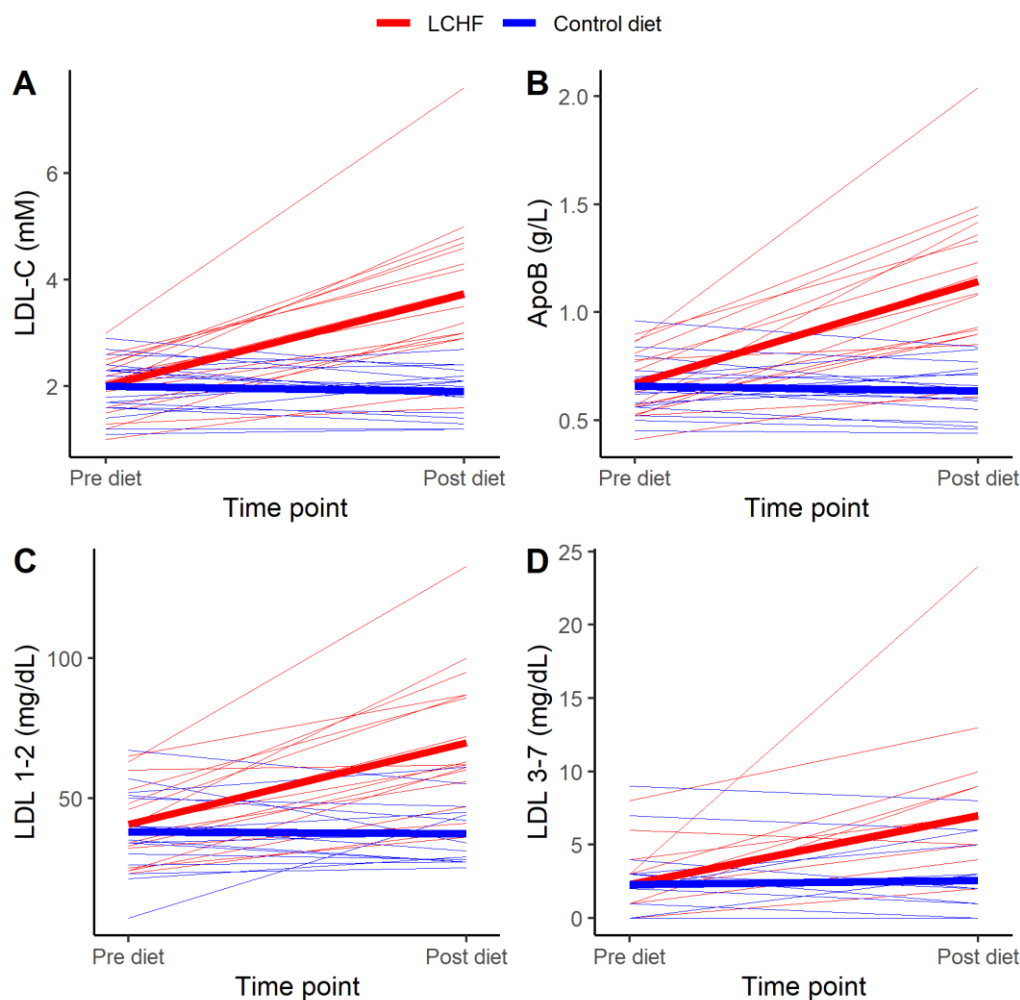 LCHF Control diet
A
LDL-C (mM)
6
4
2
Pre diet Post diet
Time point
B
ApoB (g/L)
2.0
1.5
1.0
0.5
Pre diet Post diet
Time point
C
LDL 1-2 (mg/dL)
100
50
Pre diet Post diet
Time point
D
LDL 3-7 (mg/dL)
25
20
15
10
5
0
Pre diet Post diet
Time point